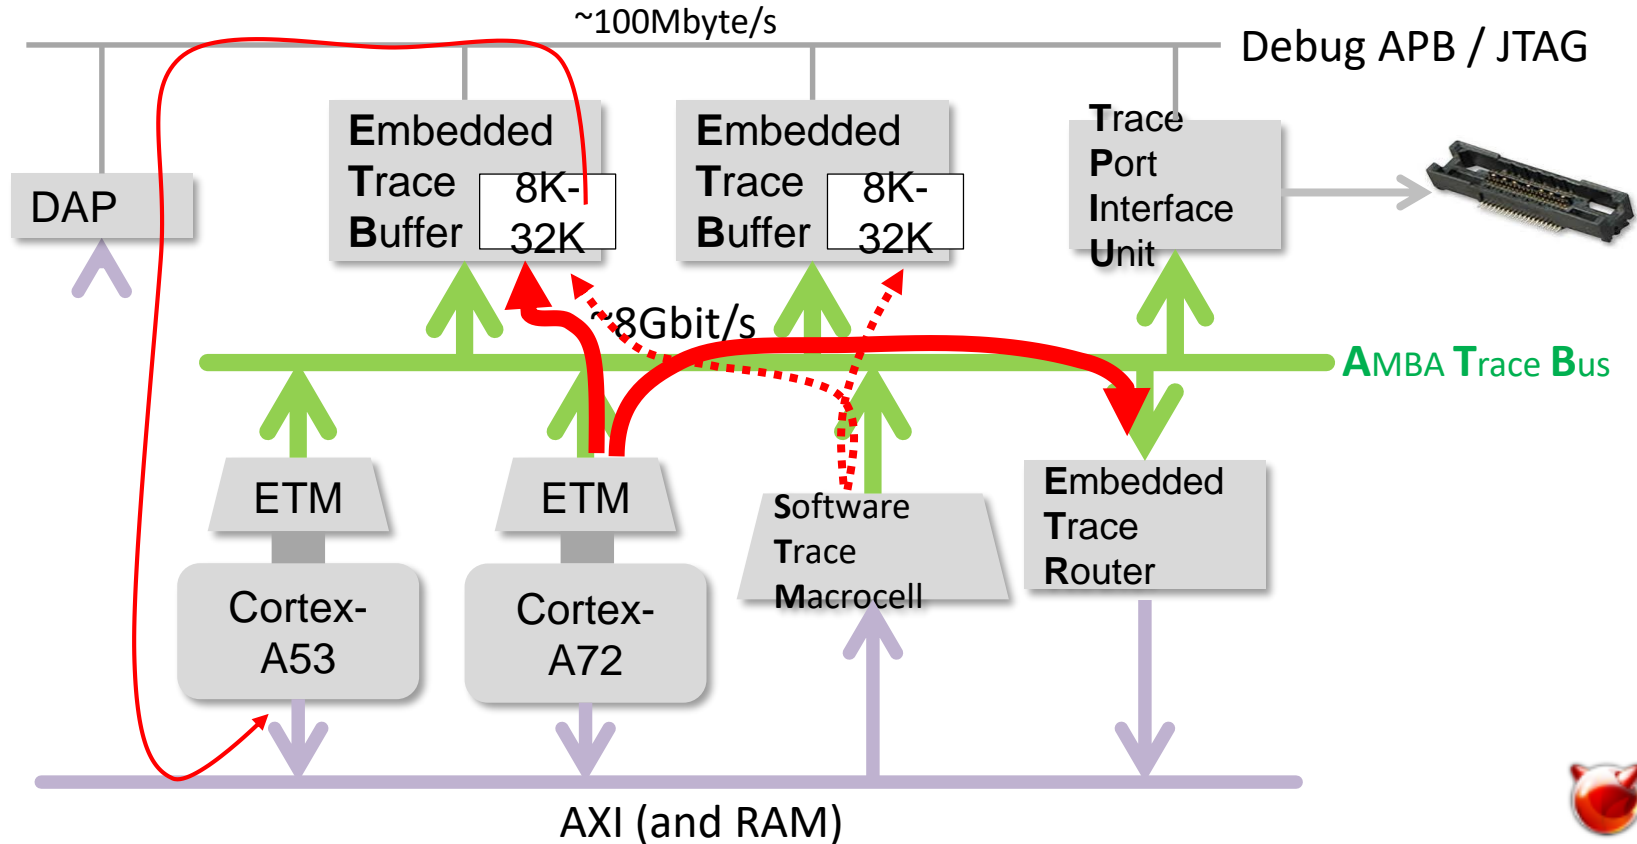 ~100Mbyte/s
Debug APB / JTAG
DAP
Embedded
Trace
Buffer
8K-
32K
Embedded
Trace
Buffer
8K-
32K
Trace
Port
Interface
Unit
~8Gbit/s
AMBA Trace Bus
ETM
Cortex-
A53
ETM
Cortex-
A72
Software
Trace
Macrocell
Embedded
Trace
Router
AXI (and RAM)